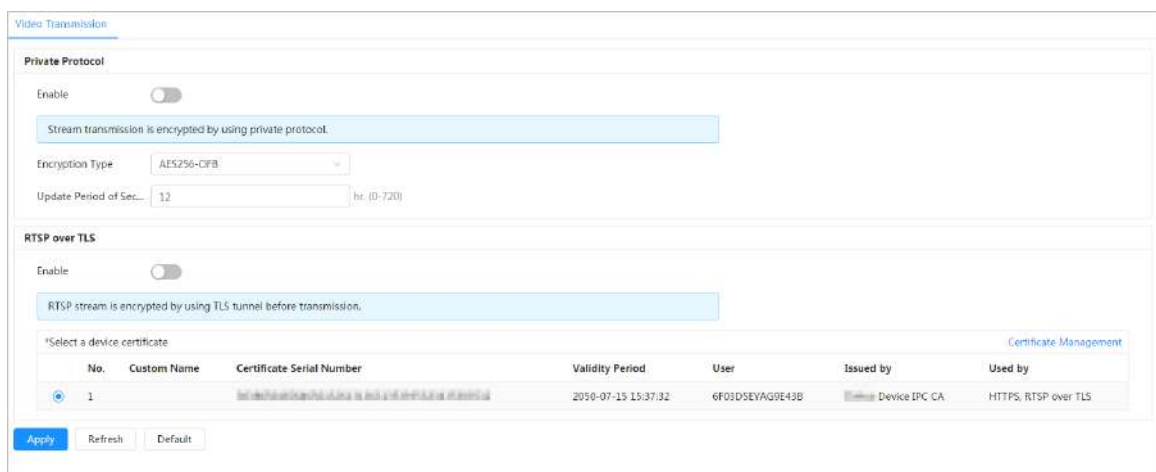 Video Transmission
Private Protocol
Enable
Stream transmission is encrypted by using private protocol.
Encryption Type AES256-OFB
Update Period of Sec... 12 hr. (0-720)
RTSP over TLS
Enable
RTSP stream is encrypted by using TLS tunnel before transmission.
*Select a device certificate Certificate Management
No. Custom Name Certificate Serial Number Validity Period User Issued by Used by
1 2050-07-15 15:37:32 6F03D5EYAG9E43B Device IPC CA HTTPS, RTSP over TLS
Apply Refresh Default